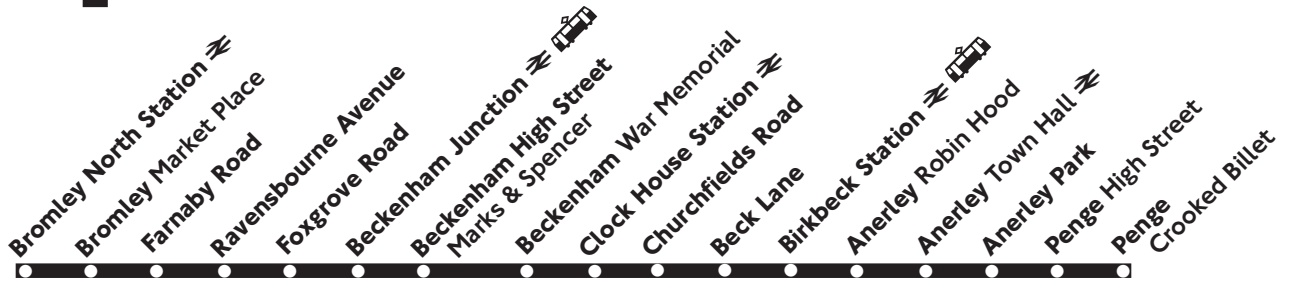 Bromley North Station
Bromley Market Place
Farnaby Road
Ravensbourne Avenue
Foxgrove Road
Beckenham Junction
Beckenham High Street
Marks & Spencer
Beckenham War Memorial
Clock House Station
Churchfields Road
Beck Lane
Birkbeck Station
Anerley Robin Hood
Anerley Town Hall
Anerley Park
Penge High Street
Penge
Crooked Billet